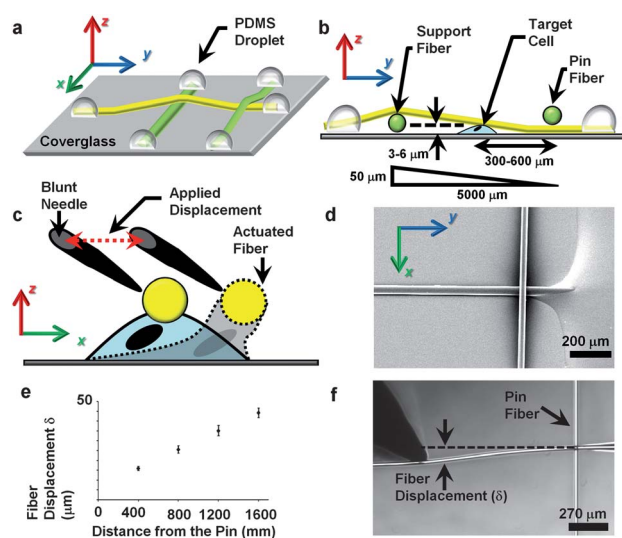 a
z
y
x
PDMS
Droplet
Coverglass
b
z
y
Support
Fiber
Target
Cell
Pin
Fiber
3-6 μm
300-600 μm
50 μm
5000 μm
c
Blunt
Needle
Applied
Displacement
Actuated
Fiber
z
x
d
y
x
200 μm
e
Fiber
Displacement δ
(μm)
50
0
0 400 800 1200 1600
Distance from the Pin (mm)
f
Pin
Fiber
Fiber
Displacement (δ)
270 μm